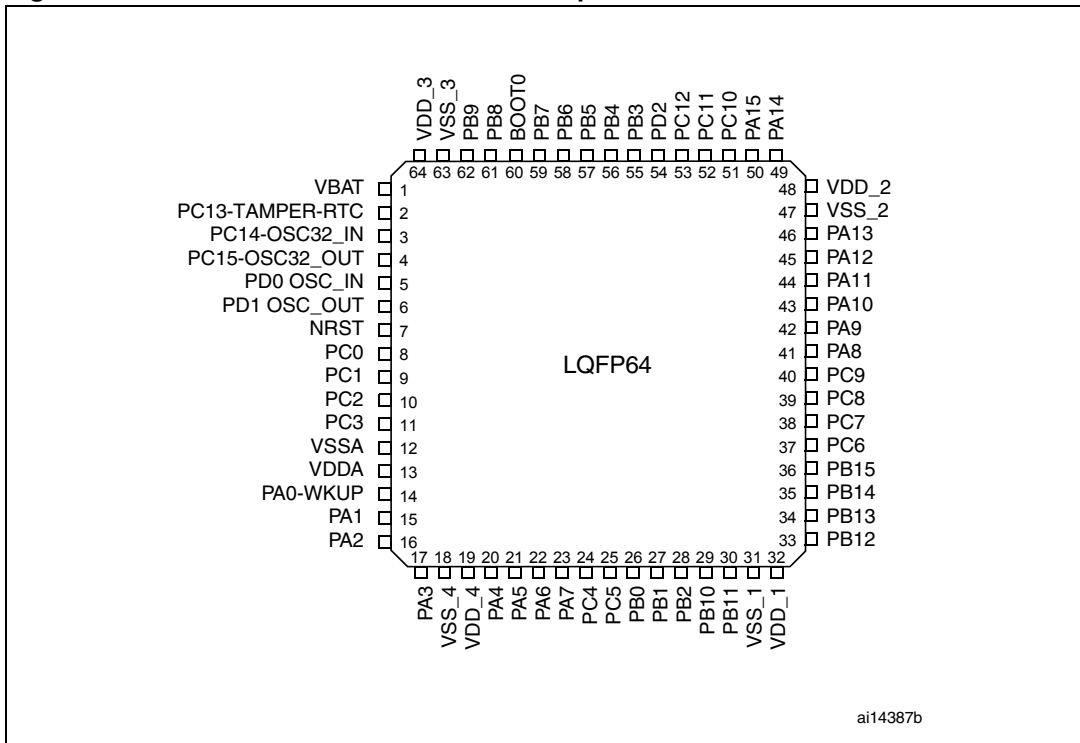 VDD_3
VSS_3
PB9
PB8
BOOT0
PB7
PB6
PB5
PB4
PB3
PD2
PC12
PC11
PC10
PA15
PA14
64 63 62 61 60 59 58 57 56 55 54 53 52 51 50 49
VBAT 1
PC13-TAMPER-RTC 2
PC14-OSC32_IN 3
PC15-OSC32_OUT 4
PD0 OSC_IN 5
PD1 OSC_OUT 6
NRST 7
PC0 8
PC1 9
PC2 10
PC3 11
VSSA 12
VDDA 13
PA0-WKUP 14
PA1 15
PA2 16
LQFP64
48 VDD_2
47 VSS_2
46 PA13
45 PA12
44 PA11
43 PA10
42 PA9
41 PA8
40 PC9
39 PC8
38 PC7
37 PC6
36 PB15
35 PB14
34 PB13
33 PB12
17 18 19 20 21 22 23 24 25 26 27 28 29 30 31 32
PA3
VSS_4
VDD_4
PA4
PA5
PA6
PA7
PC4
PC5
PB0
PB1
PB2
PB10
PB11
VSS_1
VDD_1
ai14387b